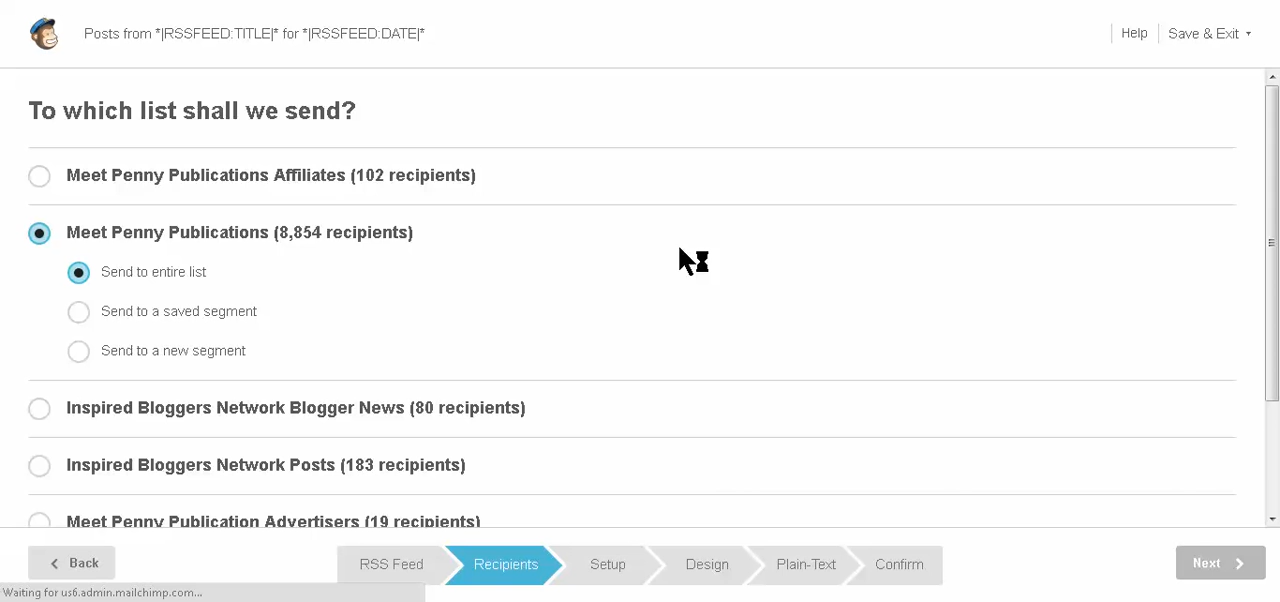 Posts from *|RSSFEED:TITLE|* for *|RSSFEED:DATE|*
Help
Save & Exit
To which list shall we send?
Meet Penny Publications Affiliates (102 recipients)
Meet Penny Publications (8,854 recipients)
Send to entire list
Send to a saved segment
Send to a new segment
Inspired Bloggers Network Blogger News (80 recipients)
Inspired Bloggers Network Posts (183 recipients)
Meet Penny Publication Advertisers (19 recipients)
Back
RSS Feed
Recipients
Setup
Design
Plain-Text
Confirm
Next
Waiting for us6.admin.mailchimp.com...